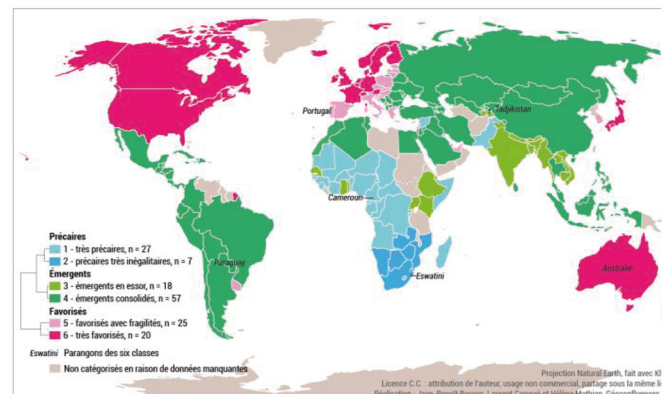 Portugal
Tadjikistan
Cameroun
Paraguay
Eswatini
Australie
Précaires
1 - très précaires, n = 27
2 - précaires très inégalitaires, n = 7
Émergents
3 - émergents en essor, n = 18
4 - émergents consolidés, n = 57
Favorisés
5 - favorisés avec fragilités, n = 25
6 - très favorisés, n = 20
Eswatini Parangons des six classes
Non catégorisés en raison de données manquantes
Projection Natural Earth, fait avec
Licence C.C. : attribution de l'auteur, usage non commercial, partage sous la même